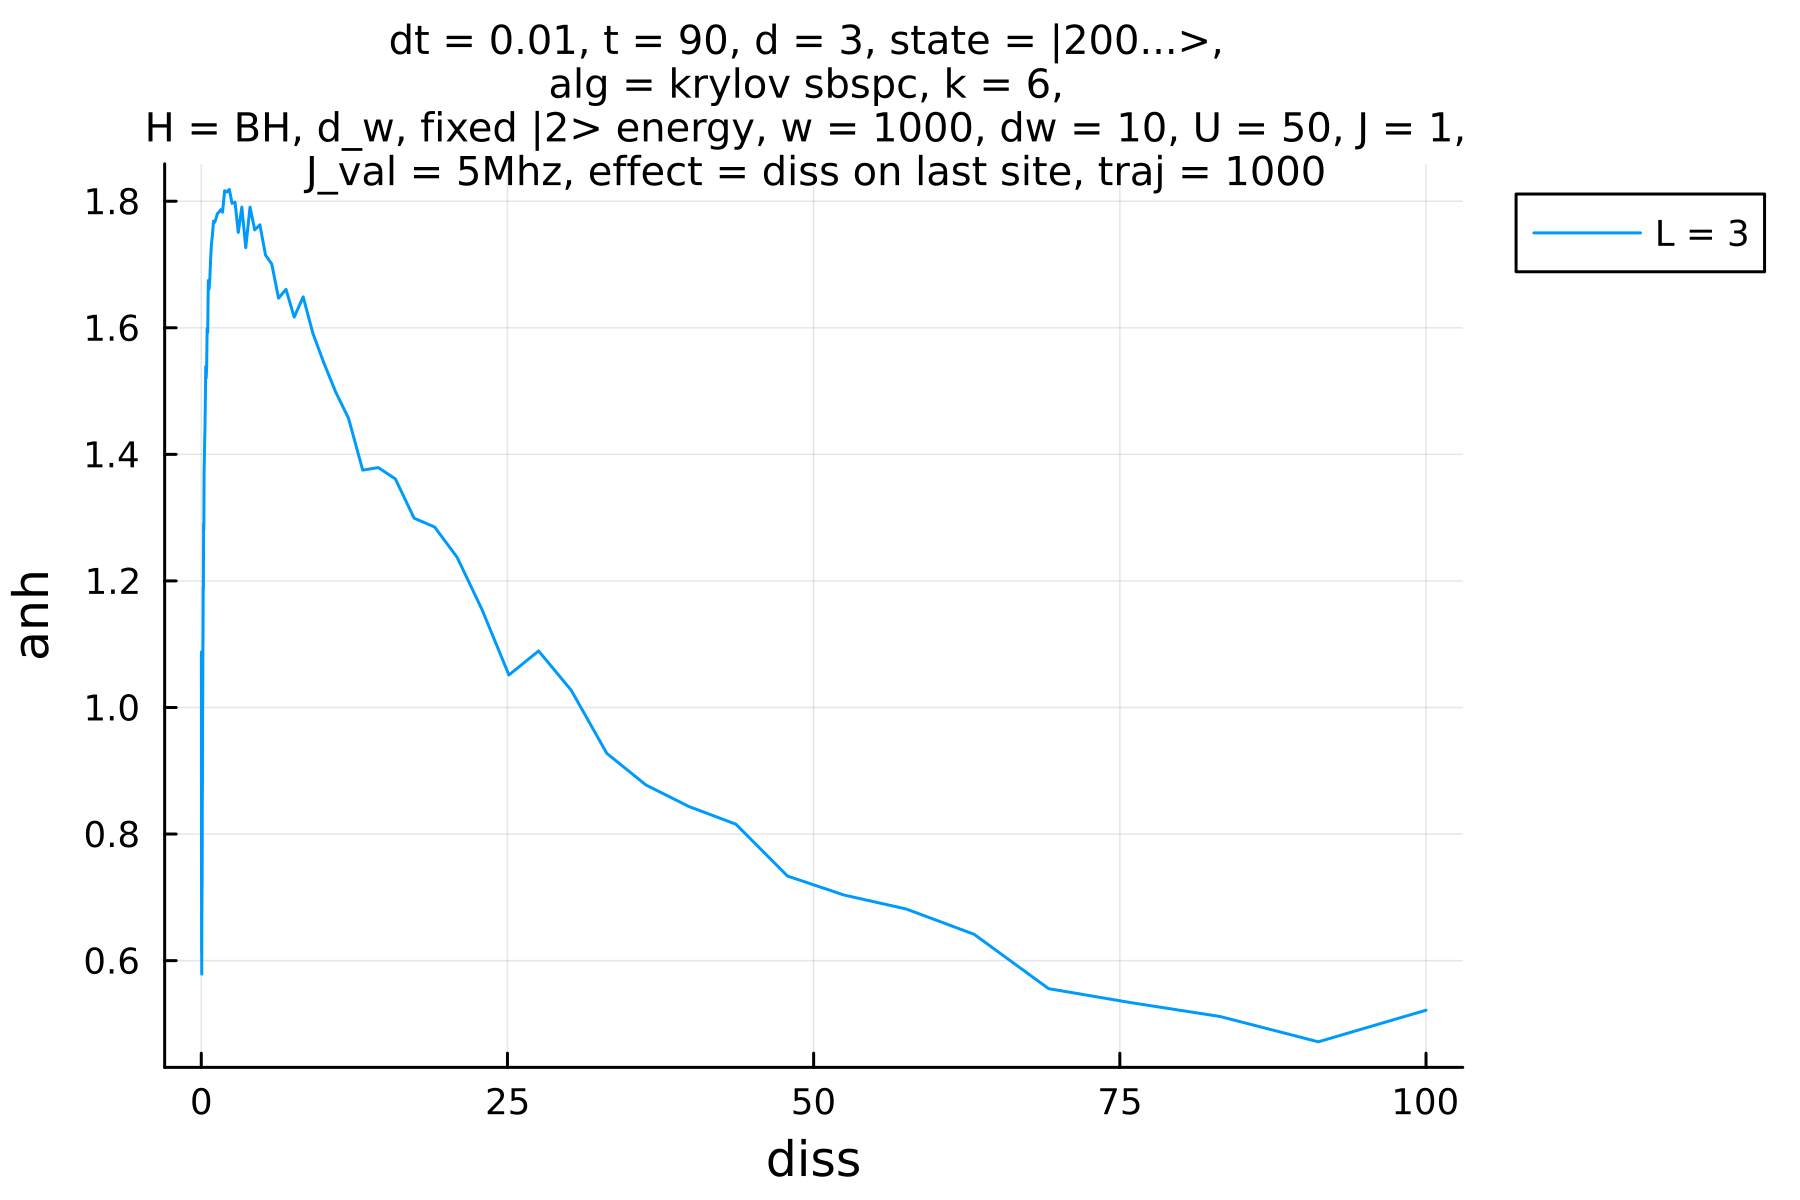 dt = 0.01, t = 90, d = 3, state = |200...>,
alg = krylov sbspc, k = 6,
H = BH, d_w, fixed |2> energy, w = 1000, dw = 10, U = 50, J = 1,
J_val = 5Mhz, effect = diss on last site, traj = 1000
1.8
1.6
1.4
1.2
1.0
0.8
0.6
anh
0 25 50 75 100
diss
L = 3